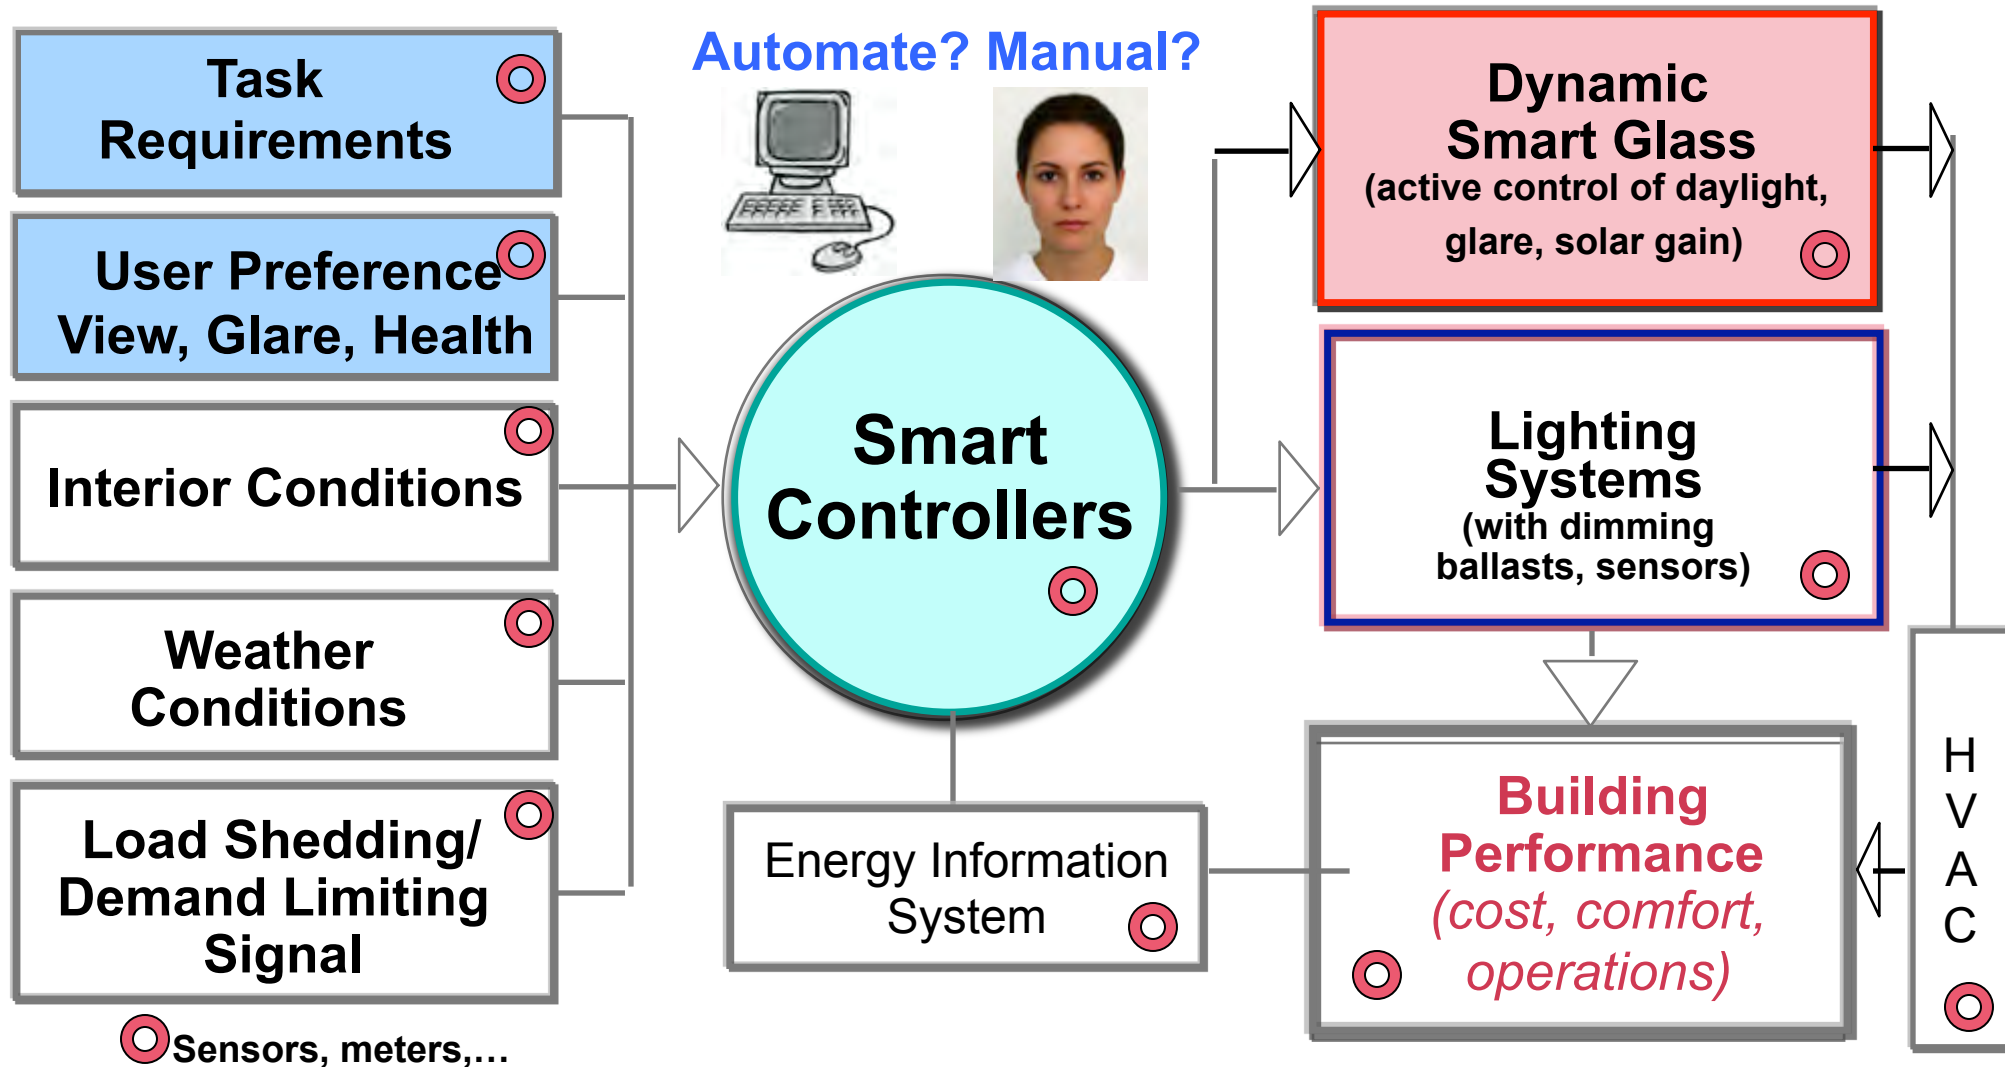 Automate? Manual?
Task
Requirements
User Preference
View, Glare, Health
Interior Conditions
Weather
Conditions
Load Shedding/
Demand Limiting
Signal
Sensors, meters,...
Smart
Controllers
Energy Information
System
Dynamic
Smart Glass
(active control of daylight,
glare, solar gain)
Lighting
Systems
(with dimming
ballasts, sensors)
Building
Performance
(cost, comfort,
operations)
H
V
A
C